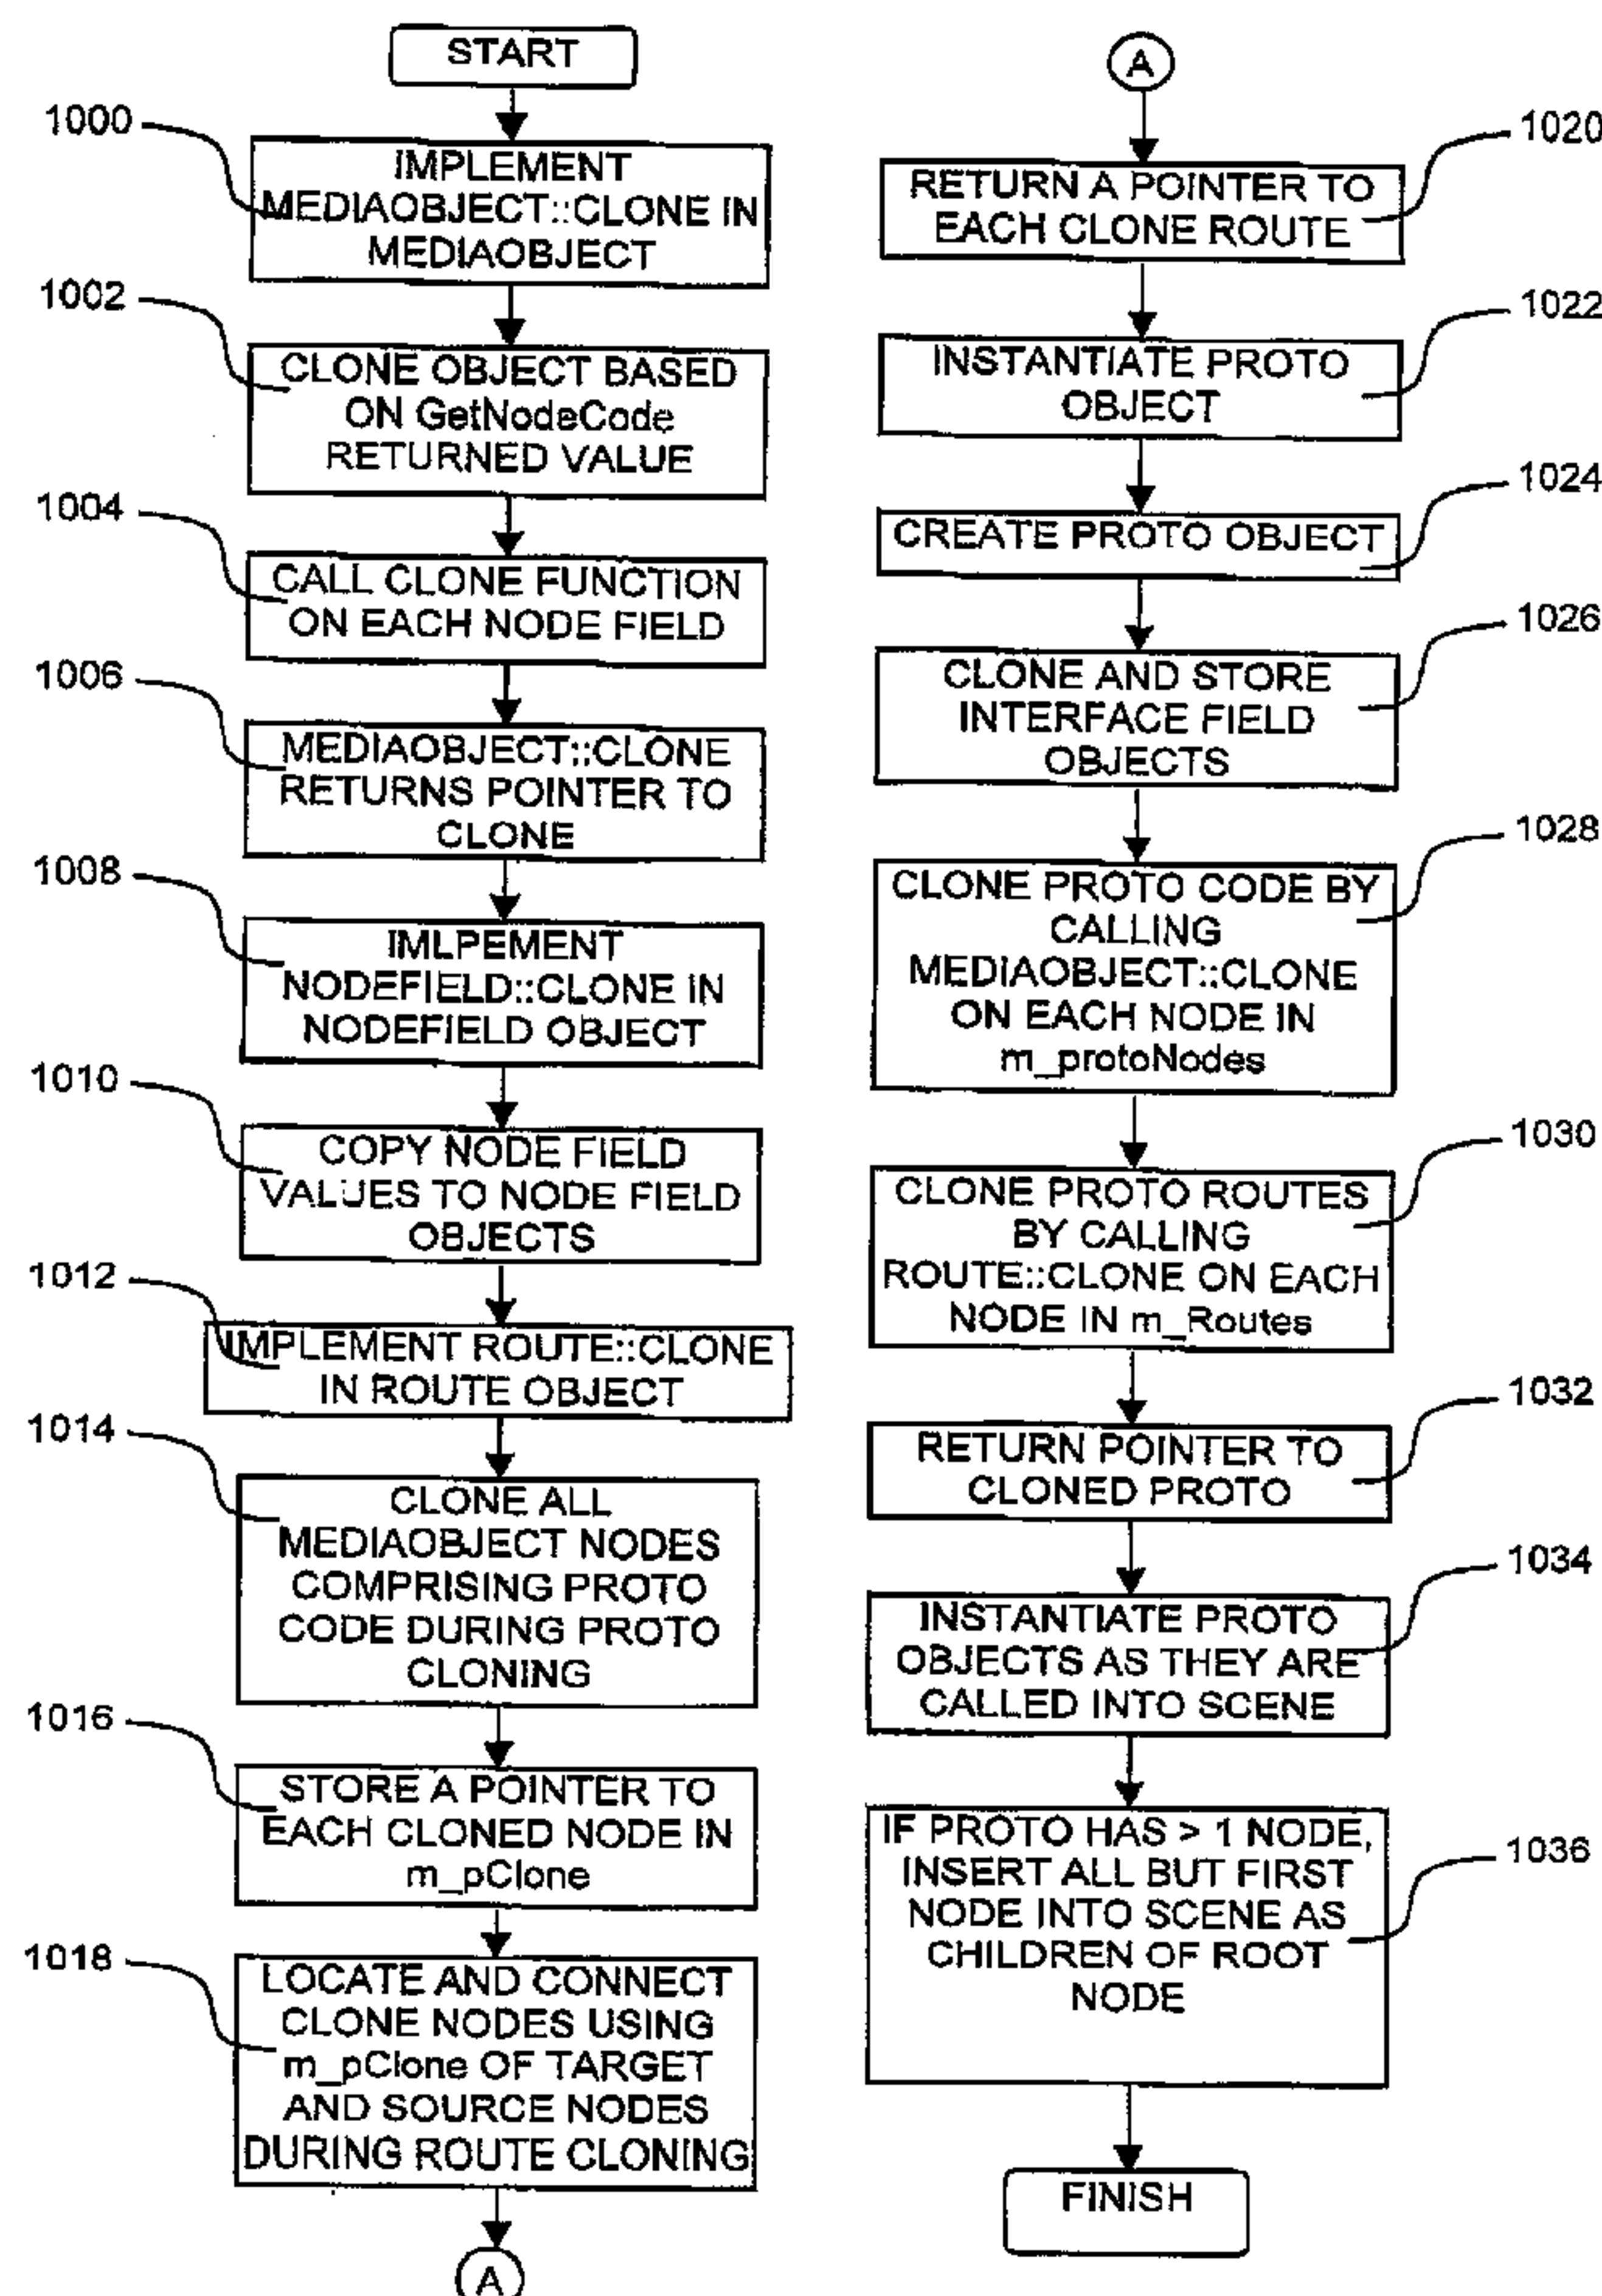 START
1000
IMPLEMENT
MEDIAOBJECT::CLONE IN
MEDIAOBJECT
1002
CLONE OBJECT BASED
ON GetNodeCode
RETURNED VALUE
1004
CALL CLONE FUNCTION
ON EACH NODE FIELD
1006
MEDIAOBJECT::CLONE
RETURNS POINTER TO
CLONE
1008
IMLPEMENT
NODEFIELD::CLONE IN
NODEFIELD OBJECT
1010
COPY NODE FIELD
VALUES TO NODE FIELD
OBJECTS
1012
IMPLEMENT ROUTE::CLONE
IN ROUTE OBJECT
1014
CLONE ALL
MEDIAOBJECT NODES
COMPRISING PROTO
CODE DURING PROTO
CLONING
1016
STORE A POINTER TO
EACH CLONED NODE IN
m_pClone
1018
LOCATE AND CONNECT
CLONE NODES USING
m_pClone OF TARGET
AND SOURCE NODES
DURING ROUTE CLONING
A
A
1020
RETURN A POINTER TO
EACH CLONE ROUTE
1022
INSTANTIATE PROTO
OBJECT
1024
CREATE PROTO OBJECT
1026
CLONE AND STORE
INTERFACE FIELD
OBJECTS
1028
CLONE PROTO CODE BY
CALLING
MEDIAOBJECT::CLONE
ON EACH NODE IN
m_protoNodes
1030
CLONE PROTO ROUTES
BY CALLING
ROUTE::CLONE ON EACH
NODE IN m_Routes
1032
RETURN POINTER TO
CLONED PROTO
1034
INSTANTIATE PROTO
OBJECTS AS THEY ARE
CALLED INTO SCENE
1036
IF PROTO HAS > 1 NODE,
INSERT ALL BUT FIRST
NODE INTO SCENE AS
CHILDREN OF ROOT
NODE
FINISH